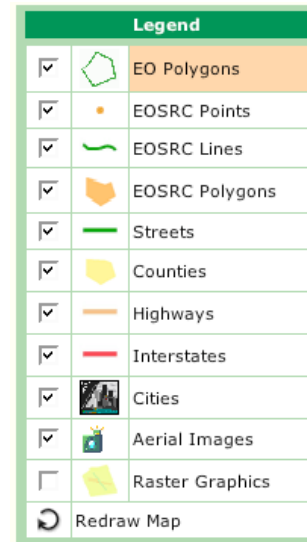 Legend
EO Polygons
EOSRC Points
EOSRC Lines
EOSRC Polygons
Streets
Counties
Highways
Interstates
Cities
Aerial Images
Raster Graphics
Redraw Map